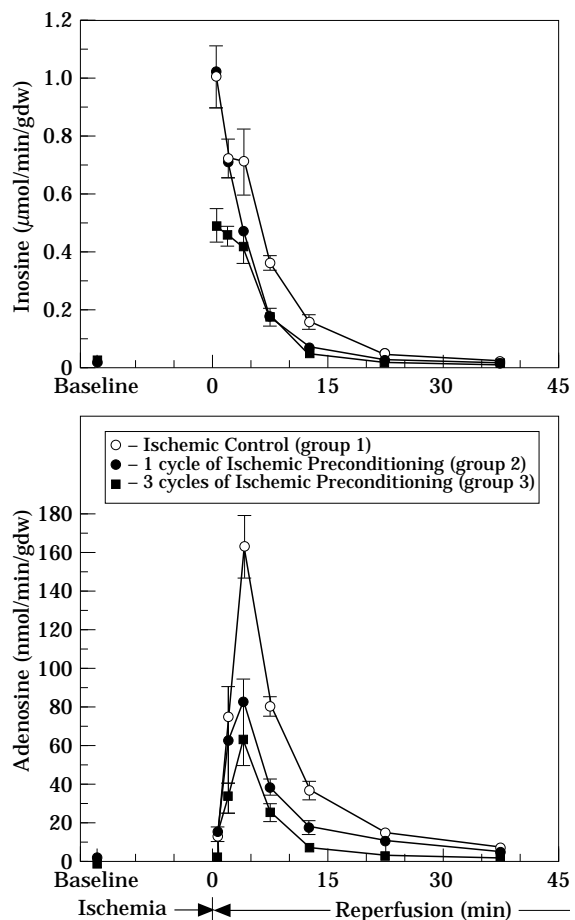 1.2
1.0
0.8
0.6
0.4
0.2
0
Inosine (μmol/min/gdw)
Baseline 0 15 30 45
○ – Ischemic Control (group 1)
● – 1 cycle of Ischemic Preconditioning (group 2)
■ – 3 cycles of Ischemic Preconditioning (group 3)
180
160
140
120
100
80
60
40
20
0
Adenosine (nmol/min/gdw)
Baseline 0 15 30 45
Ischemia Reperfusion (min)